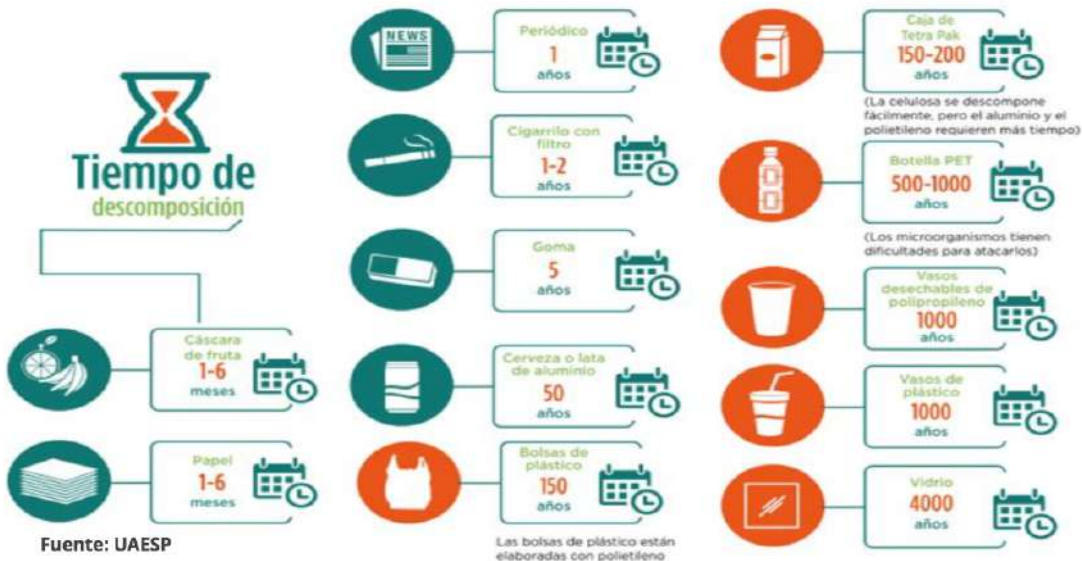 Tiempo de
descomposición
Cáscara
de fruta
1-6
meses
Papel
1-6
meses
Fuente: UAESP
NEWS
Periódico
1
años
Cigarrilo con
filtro
1-2
años
Goma
5
años
Cerveza o lata
de aluminio
50
años
Bolsas de
plástico
150
años
Las bolsas de plástico están
elaboradas con polietileno
Caja de
Tetra Pak
150-200
años
(La celulosa se descompone
fácilmente, pero el aluminio y el
polietileno requieren más tiempo)
Botella PET
500-1000
años
(Los microorganismos tienen
dificultades para atacarlos)
Vasos
desechables de
polipropileno
1000
años
Vasos de
plástico
1000
años
Vidrio
4000
años